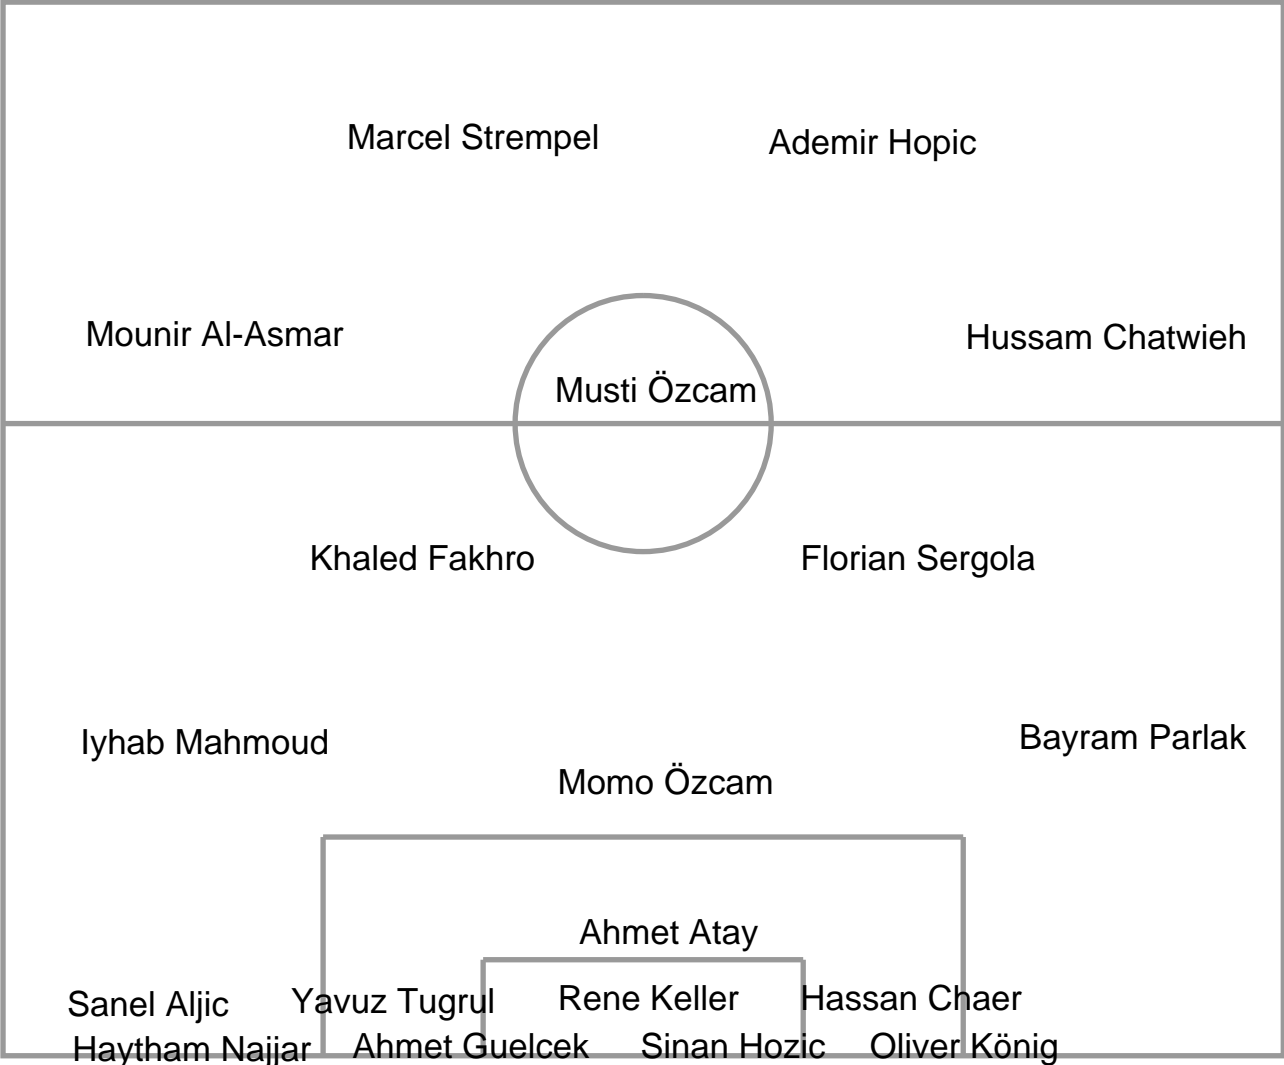 Marcel Strempel Ademir Hopic
Mounir Al-Asmar Hussam Chatwieh
Musti Özcam
Khaled Fakhro Florian Sergola
Iyhab Mahmoud Bayram Parlak
Momo Özcam
Ahmet Atay
Sanel Aljic Yavuz Tugrul Rene Keller Hassan Chaer
Haytham Najjar Ahmet Guelcek Sinan Hozic Oliver König